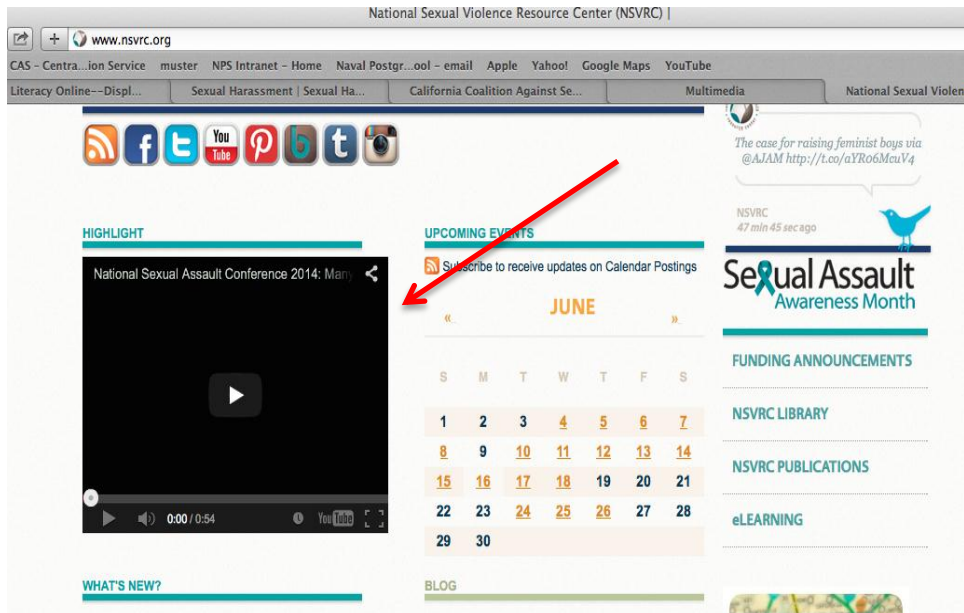 National Sexual Violence Resource Center (NSVRC) |
www.nsvrc.org
CAS - Centra...ion Service muster NPS Intranet - Home Naval Postgr...ool - email Apple Yahoo! Google Maps YouTube
Literacy Online--Displ... Sexual Harassment | Sexual Ha... California Coalition Against Se... Multimedia National Sexual Violen
You
Tube
The case for raising feminist boys via
@AJAM http://t.co/aYR06McuV4
NSVRC
47 min 45 sec ago
HIGHLIGHT
National Sexual Assault Conference 2014: Many
0:00 / 0:54 YouTube
UPCOMING EVENTS
Subscribe to receive updates on Calendar Postings
« JUNE »
S M T W T F S
1 2 3 4 5 6 7
8 9 10 11 12 13 14
15 16 17 18 19 20 21
22 23 24 25 26 27 28
29 30
Sexual Assault
Awareness Month
FUNDING ANNOUNCEMENTS
NSVRC LIBRARY
NSVRC PUBLICATIONS
eLEARNING
WHAT'S NEW?
BLOG